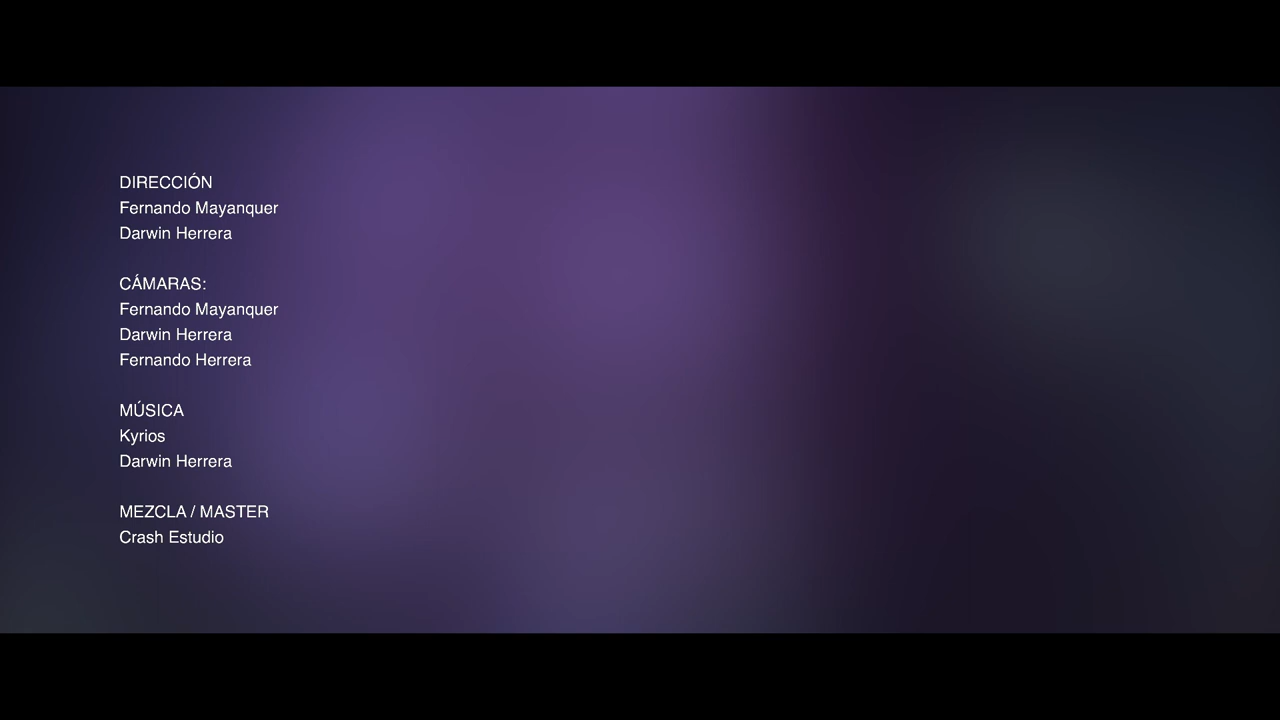 DIRECCIÓN
Fernando Mayanquer
Darwin Herrera
CÁMARAS:
Fernando Mayanquer
Darwin Herrera
Fernando Herrera
MÚSICA
Kyrios
Darwin Herrera
MEZCLA / MASTER
Crash Estudio